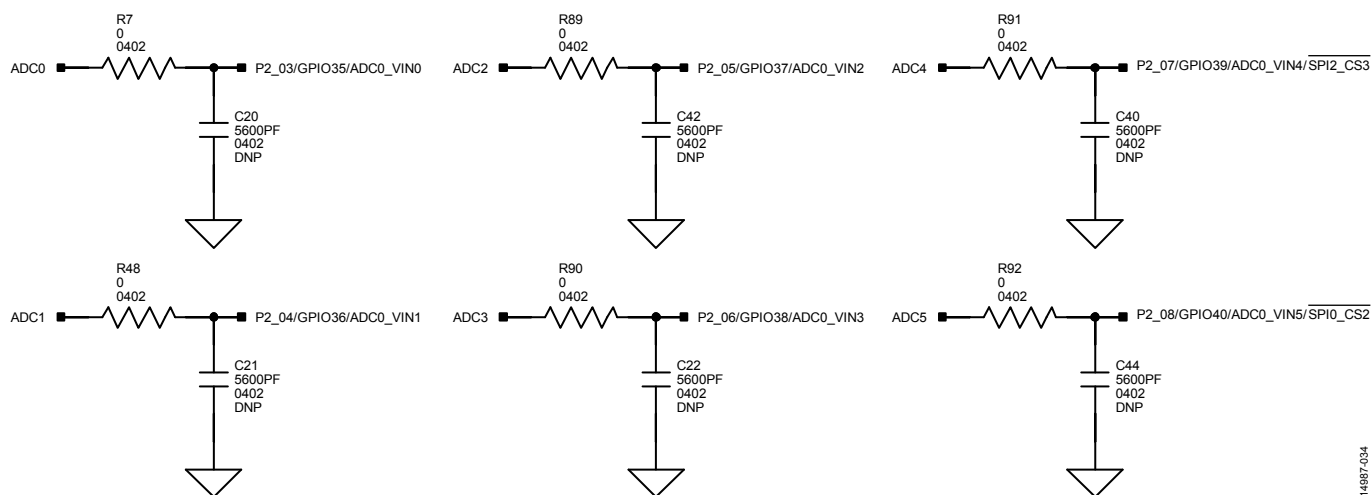 R7
0
0402
ADC0
P2_03/GPIO35/ADC0_VIN0
C20
5600PF
0402
DNP
R89
0
0402
ADC2
P2_05/GPIO37/ADC0_VIN2
C42
5600PF
0402
DNP
R91
0
0402
ADC4
P2_07/GPIO39/ADC0_VIN4/SPI2_CS3
C40
5600PF
0402
DNP
R48
0
0402
ADC1
P2_04/GPIO36/ADC0_VIN1
C21
5600PF
0402
DNP
R90
0
0402
ADC3
P2_06/GPIO38/ADC0_VIN3
C22
5600PF
0402
DNP
R92
0
0402
ADC5
P2_08/GPIO40/ADC0_VIN5/SPI0_CS2
C44
5600PF
0402
DNP
14987-034